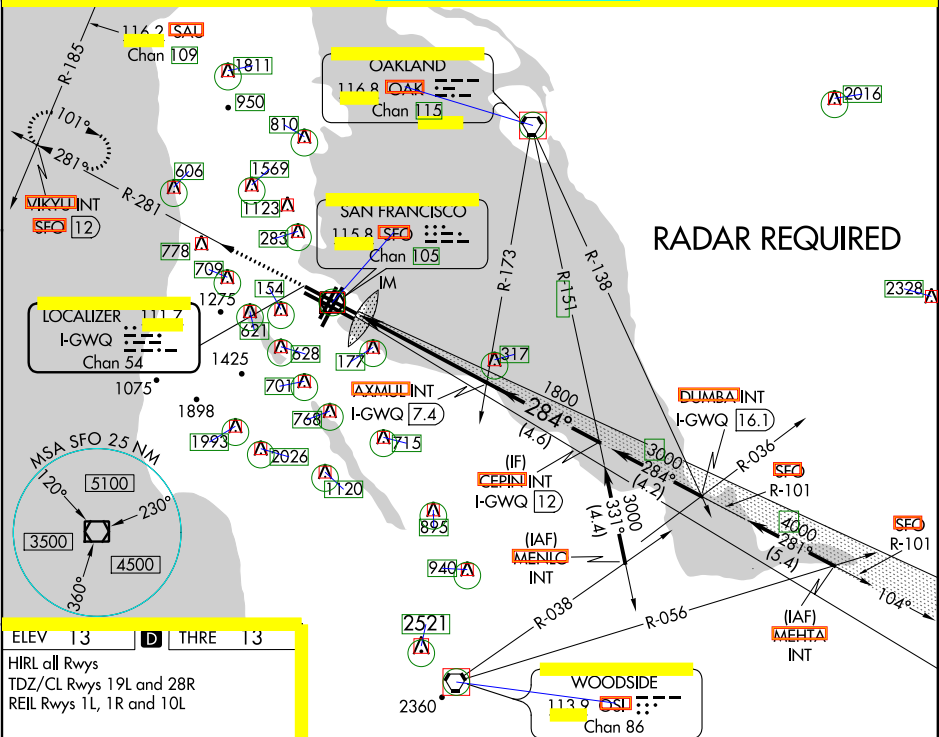 116.2 SAU
Chan 109
R-185
1811
950
OAKLAND
116.8 OAK
Chan 115
2016
101°
281°
810
R-281
606
1569
1123
283
VIKYU INT
SFO 12
SAN FRANCISCO
115.8 SFO
Chan 105
RADAR REQUIRED
R-173
R-151
R-138
778
709
1275
154
IM
2328
LOCALIZER 111.7
I-GWQ
Chan 54
621
628
177
317
1425
1075
701
1898
768
1993
2026
715
1120
AXMUL INT
I-GWQ 7.4
1800
284°
(4.6)
DUMBA INT
I-GWQ 16.1
3000
284°
(4.2)
R-036
(IF)
CEPIN INT
I-GWQ 12
SFO
R-101
SFO
R-101
4000
281°
(5.4)
104°
3000
331°
(4.4)
(IAF)
MENLO
INT
(IAF)
MEHTA
INT
R-038
R-056
MSA SFO 25 NM
120°
5100
230°
3500
4500
360°
895
940
2521
2360
WOODSIDE
113.9 OSI
Chan 86
ELEV 13 D THRE 13
HIRL all Rwys
TDZ/CL Rwys 19L and 28R
REIL Rwys 1L, 1R and 10L